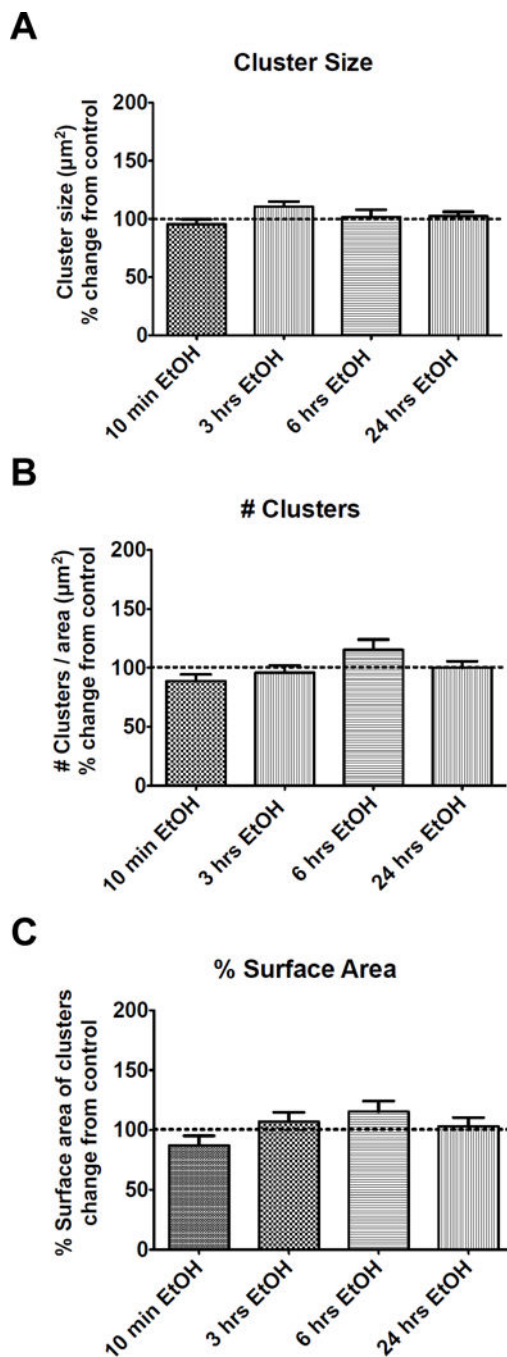 A
Cluster Size
Cluster size (µm²)
% change from control
200
150
100
50
0
10 min EtOH
3 hrs EtOH
6 hrs EtOH
24 hrs EtOH
B
# Clusters
# Clusters / area (µm²)
% change from control
200
150
100
50
0
10 min EtOH
3 hrs EtOH
6 hrs EtOH
24 hrs EtOH
C
% Surface Area
% Surface area of clusters
change from control
200
150
100
50
0
10 min EtOH
3 hrs EtOH
6 hrs EtOH
24 hrs EtOH